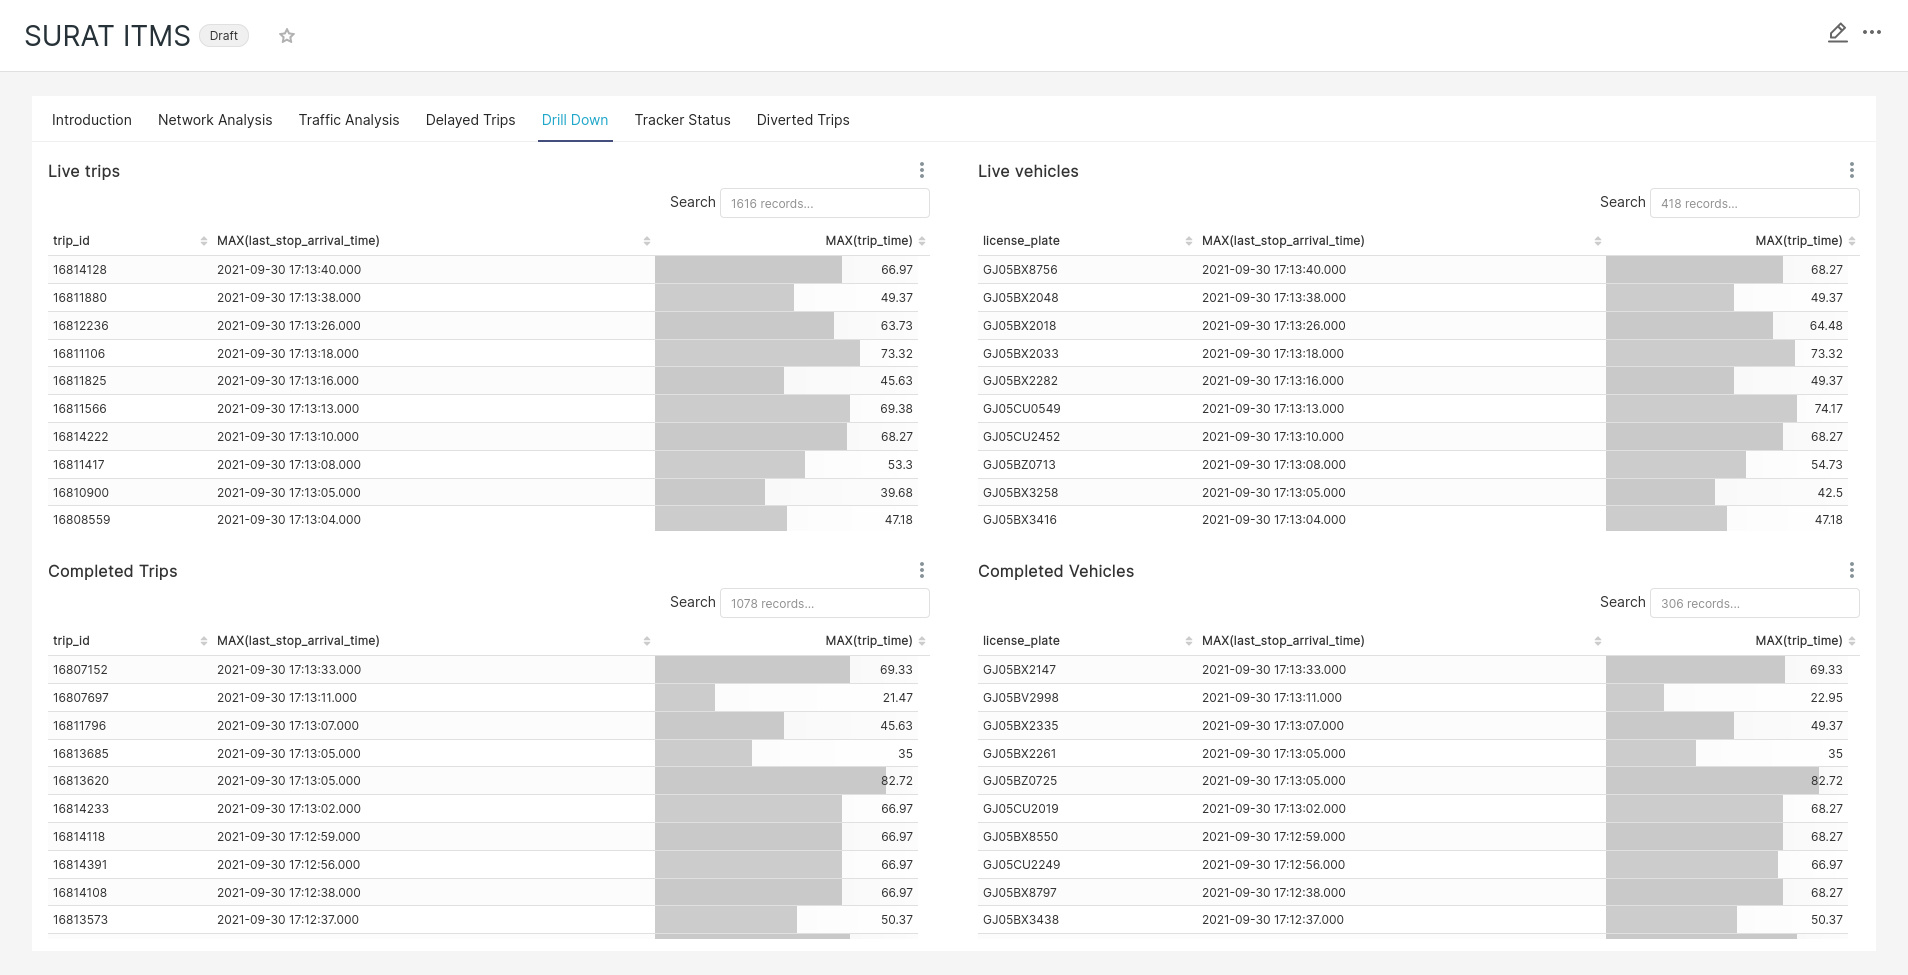 SURAT ITMS Draft
Introduction Network Analysis Traffic Analysis Delayed Trips Drill Down Tracker Status Diverted Trips
Live trips
Search 1616 records...
trip_id MAX(last_stop_arrival_time) MAX(trip_time)
16814128 2021-09-30 17:13:40.000 66.97
16811880 2021-09-30 17:13:38.000 49.37
16812236 2021-09-30 17:13:26.000 63.73
16811106 2021-09-30 17:13:18.000 73.32
16811825 2021-09-30 17:13:16.000 45.63
16811566 2021-09-30 17:13:13.000 69.38
16814222 2021-09-30 17:13:10.000 68.27
16811417 2021-09-30 17:13:08.000 53.3
16810900 2021-09-30 17:13:05.000 39.68
16808559 2021-09-30 17:13:04.000 47.18
Live vehicles
Search 418 records...
license_plate MAX(last_stop_arrival_time) MAX(trip_time)
GJ05BX8756 2021-09-30 17:13:40.000 68.27
GJ05BX2048 2021-09-30 17:13:38.000 49.37
GJ05BX2018 2021-09-30 17:13:26.000 64.48
GJ05BX2033 2021-09-30 17:13:18.000 73.32
GJ05BX2282 2021-09-30 17:13:16.000 49.37
GJ05CU0549 2021-09-30 17:13:13.000 74.17
GJ05CU2452 2021-09-30 17:13:10.000 68.27
GJ05BZ0713 2021-09-30 17:13:08.000 54.73
GJ05BX3258 2021-09-30 17:13:05.000 42.5
GJ05BX3416 2021-09-30 17:13:04.000 47.18
Completed Trips
Search 1078 records...
trip_id MAX(last_stop_arrival_time) MAX(trip_time)
16807152 2021-09-30 17:13:33.000 69.33
16807697 2021-09-30 17:13:11.000 21.47
16811796 2021-09-30 17:13:07.000 45.63
16813685 2021-09-30 17:13:05.000 35
16813620 2021-09-30 17:13:05.000 82.72
16814233 2021-09-30 17:13:02.000 66.97
16814118 2021-09-30 17:12:59.000 66.97
16814391 2021-09-30 17:12:56.000 66.97
16814108 2021-09-30 17:12:38.000 66.97
16813573 2021-09-30 17:12:37.000 50.37
Completed Vehicles
Search 306 records...
license_plate MAX(last_stop_arrival_time) MAX(trip_time)
GJ05BX2147 2021-09-30 17:13:33.000 69.33
GJ05BV2998 2021-09-30 17:13:11.000 22.95
GJ05BX2335 2021-09-30 17:13:07.000 49.37
GJ05BX2261 2021-09-30 17:13:05.000 35
GJ05BZ0725 2021-09-30 17:13:05.000 82.72
GJ05CU2019 2021-09-30 17:13:02.000 68.27
GJ05BX8550 2021-09-30 17:12:59.000 68.27
GJ05CU2249 2021-09-30 17:12:56.000 66.97
GJ05BX8797 2021-09-30 17:12:38.000 68.27
GJ05BX3438 2021-09-30 17:12:37.000 50.37